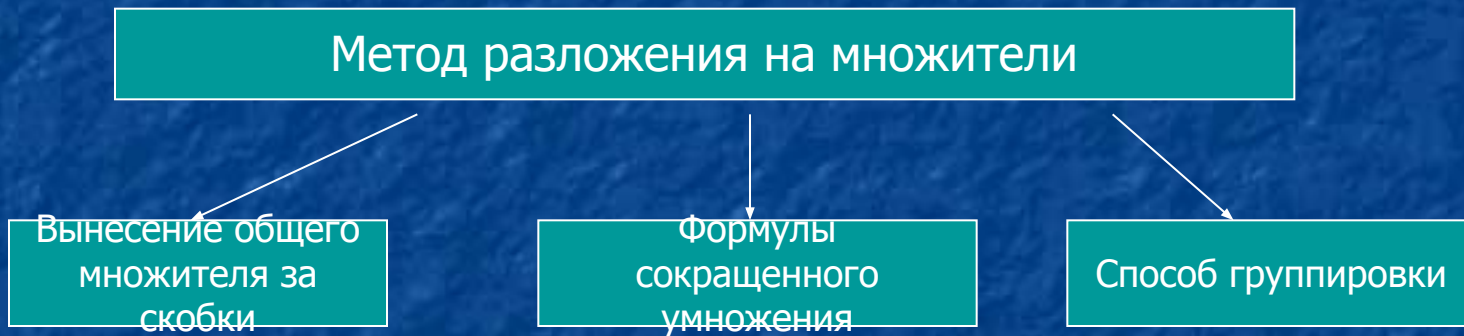 Метод разложения на множители
Вынесение общего
множителя за
скобки
Формулы
сокращенного
умножения
Способ группировки